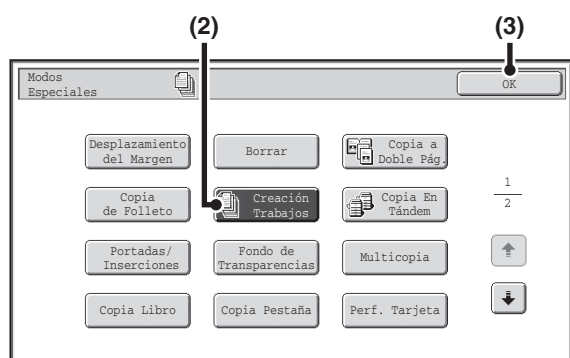 (2)
(3)
Modos
Especiales
OK
Desplazamiento
del Margen
Borrar
Copia a
Doble Pág.
Copia
de Folleto
Creación
Trabajos
Copia En
Tándem
1
2
Portadas/
Inserciones
Fondo de
Transparencias
Multicopia
Copia Libro
Copia Pestaña
Perf. Tarjeta